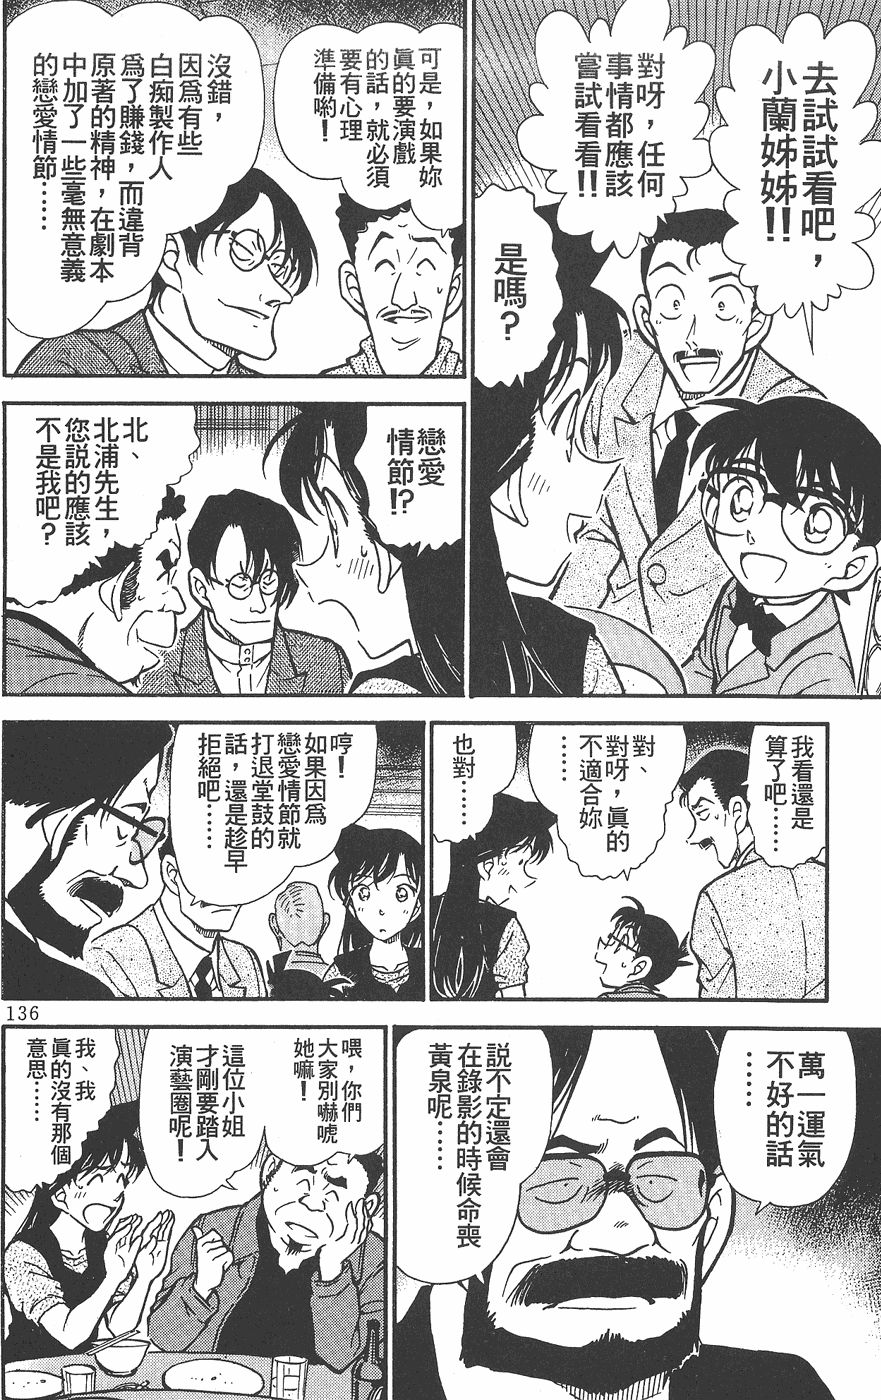 去試試看吧，
小蘭姊姊!!
對呀，任何
事情都應該
嘗試看看!!
是嗎？
可是，如果妳
真的要演戲
的話，就必須
要有心理
準備喲！
沒錯，
因為有些
白痴製作人
為了賺錢，而違背
原著的精神，在劇本
中加了一些毫無意義
的戀愛情節……
戀愛
情節!?
北、
北浦先生，
您說的應該
不是我吧？
我看還是
算了吧……
對、
對呀，真的
不適合妳
……
也對……
哼！
如果因為
戀愛情節就
打退堂鼓的
話，還是趁早
拒絕吧……
136
萬一運氣
不好的話
……
說不定還會
在錄影的時候命喪
黃泉呢……
喂，你們
大家別嚇唬
她嘛！
這位小姐
才剛要踏入
演藝圈呢！
我、我
真的沒有那個
意思……